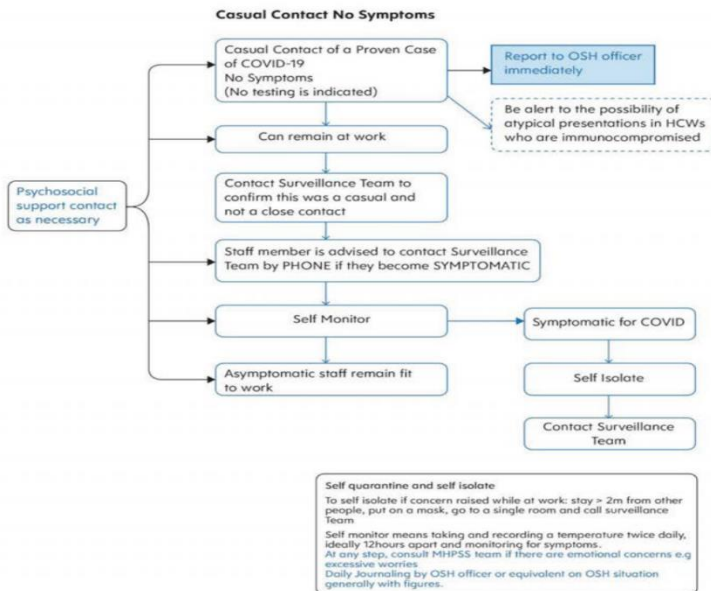 Casual Contact No Symptoms
Casual Contact of a Proven Case
of COVID-19
No Symptoms
(No testing is indicated)
Report to OSH officer
immediately
Be alert to the possibility of
atypical presentations in HCWs
who are immunocompromised
Can remain at work
Contact Surveillance Team to
confirm this was a casual and
not a close contact
Psychosocial
support contact
as necessary
Staff member is advised to contact Surveillance
Team by PHONE if they become SYMPTOMATIC
Self Monitor
Symptomatic for COVID
Asymptomatic staff remain fit
to work
Self Isolate
Contact Surveillance
Team
Self quarantine and self isolate
To self isolate if concern raised while at work: stay > 2m from other
people, put on a mask, go to a single room and call surveillance
Team
Self monitor means taking and recording a temperature twice daily,
ideally 12hours apart and monitoring for symptoms.
At any step, consult MHPSS team if there are emotional concerns e.g
excessive worries
Daily Journaling by OSH officer or equivalent on OSH situation
generally with figures.